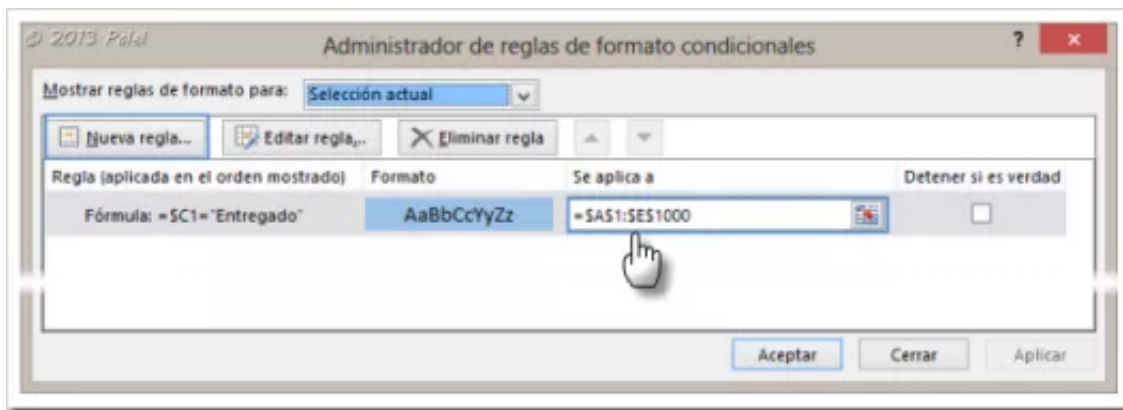 © 2013 Palel
Administrador de reglas de formato condicionales
?
Mostrar reglas de formato para: Selección actual
Nueva regla... Editar regla... Eliminar regla
Regla (aplicada en el orden mostrado) Formato Se aplica a Detener si es verdad
Fórmula: =$C1="Entregado" AaBbCcYyZz =$A$1:$E$1000
Aceptar Cerrar Aplicar